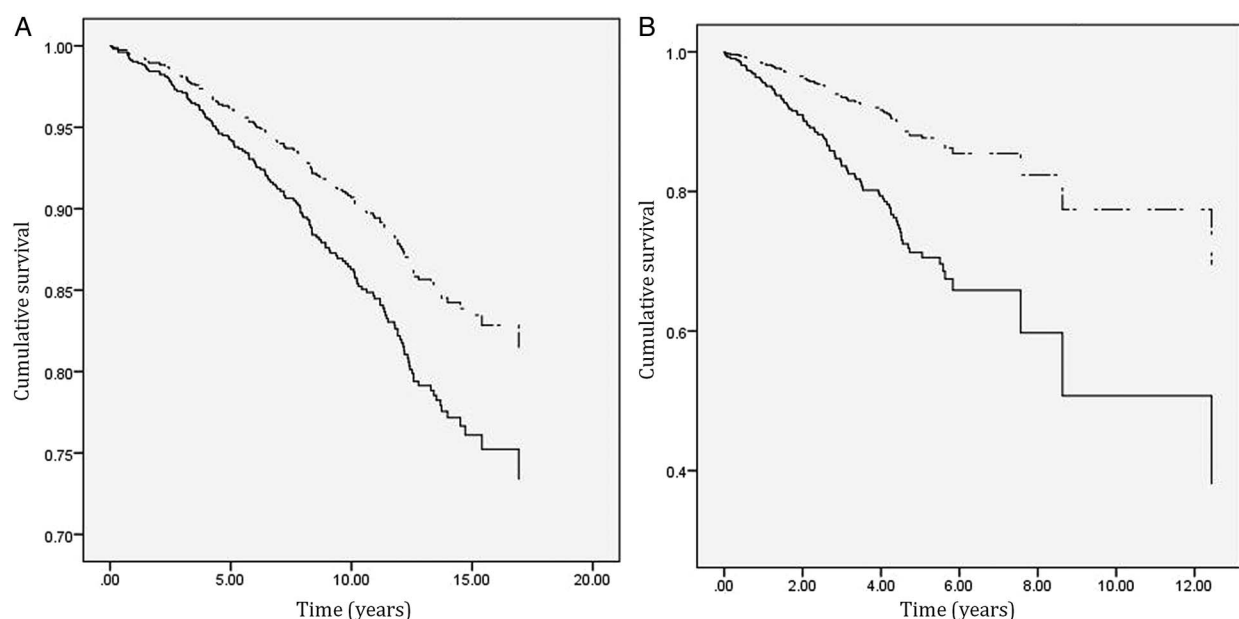 A
Cumulative survival
1.00
0.95
0.90
0.85
0.80
0.75
0.70
.00 5.00 10.00 15.00 20.00
Time (years)
B
Cumulative survival
1.0
0.8
0.6
0.4
.00 2.00 4.00 6.00 8.00 10.00 12.00
Time (years)